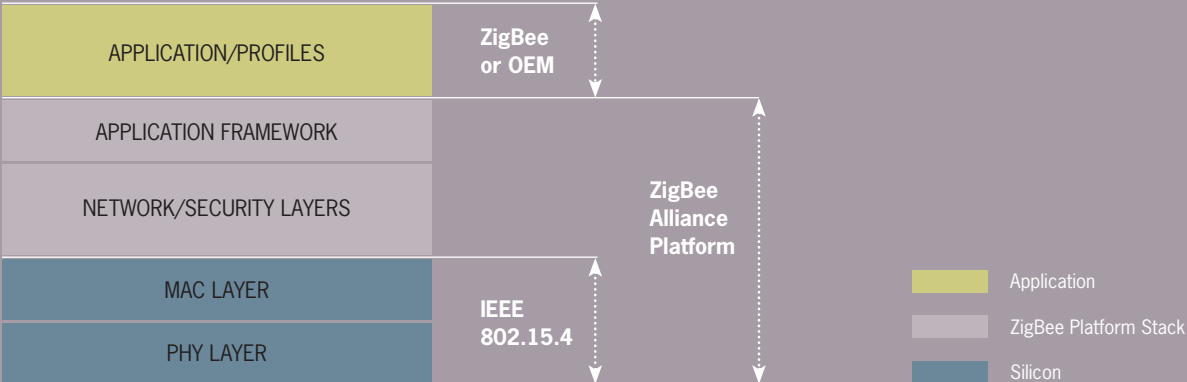 APPLICATION/PROFILES
ZigBee
or OEM
APPLICATION FRAMEWORK
NETWORK/SECURITY LAYERS
ZigBee
Alliance
Platform
MAC LAYER
IEEE
802.15.4
PHY LAYER
Application
ZigBee Platform Stack
Silicon